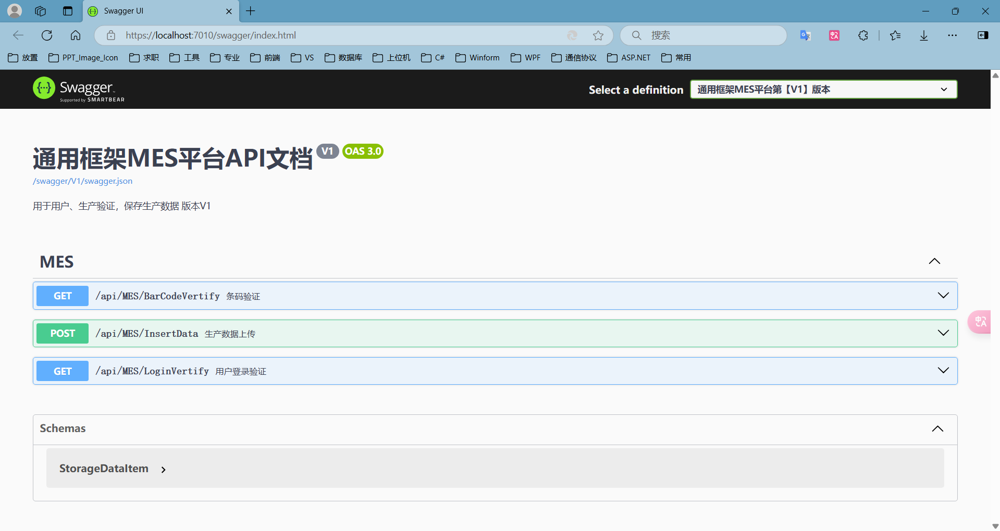 Swagger UI
https://localhost:7010/swagger/index.html
搜索
放置 PPT_Image_Icon 求职 工具 专业 前端 VS 数据库 上位机 C# Winform WPF 通信协议 ASP.NET 常用
Swagger
Supported by SMARTBEAR
Select a definition 通用框架MES平台第【V1】版本
通用框架MES平台API文档 V1 OAS 3.0
/swagger/V1/swagger.json
用于用户、生产验证，保存生产数据 版本V1
MES
GET /api/MES/BarCodeVertify 条码验证
POST /api/MES/InsertData 生产数据上传
GET /api/MES/LoginVertify 用户登录验证
Schemas
StorageDataItem